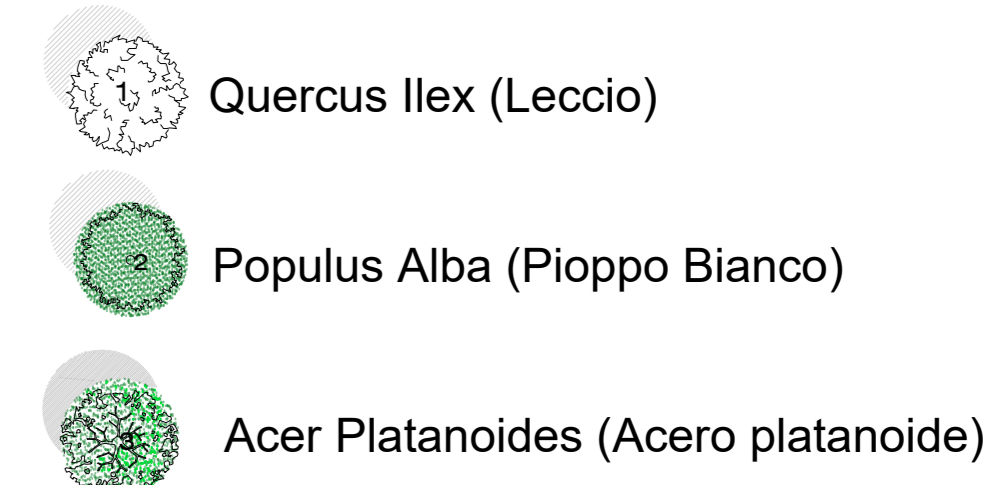 1 Quercus Ilex (Leccio)
2 Populus Alba (Pioppo Bianco)
3 Acer Platanoides (Acero platanoide)